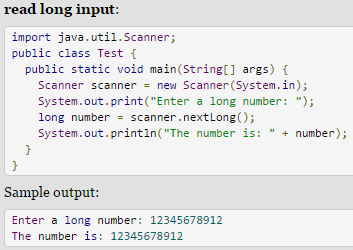 read long input:
import java.util.Scanner;
public class Test {
  public static void main(String[] args) {
    Scanner scanner = new Scanner(System.in);
    System.out.print("Enter a long number: ");
    long number = scanner.nextLong();
    System.out.println("The number is: " + number);
  }
}
Sample output:
Enter a long number: 12345678912
The number is: 12345678912